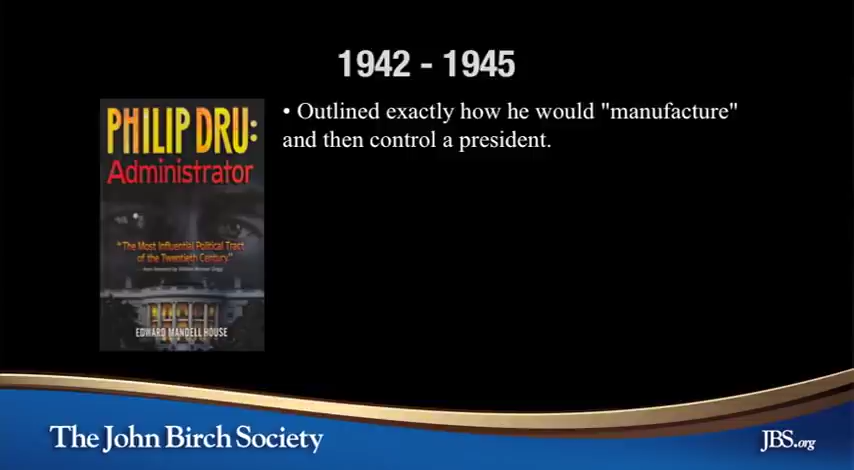 1942 - 1945
• Outlined exactly how he would "manufacture"
and then control a president.
PHILIP DRU:
Administrator
"The Most Influential Political Tract
of the Twentieth Century."
EDWARD MANDELL HOUSE
The John Birch Society
JBS.org